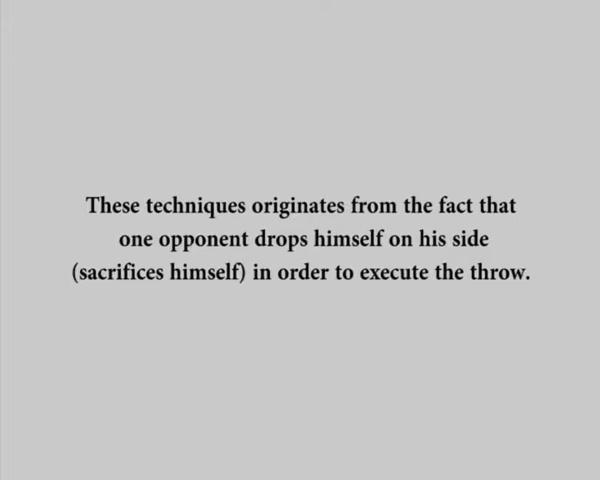 These techniques originates from the fact that
one opponent drops himself on his side
(sacrifices himself) in order to execute the throw.